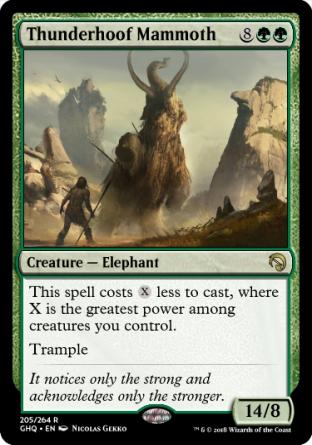 Thunderhoof Mammoth 8
Creature — Elephant
This spell costs X less to cast, where
X is the greatest power among
creatures you control.
Trample
It notices only the strong and
acknowledges only the stronger.
14/8
205/264 R
GHQ • EN Nicolas Gekko
™ & © 2018 Wizards of the Coast